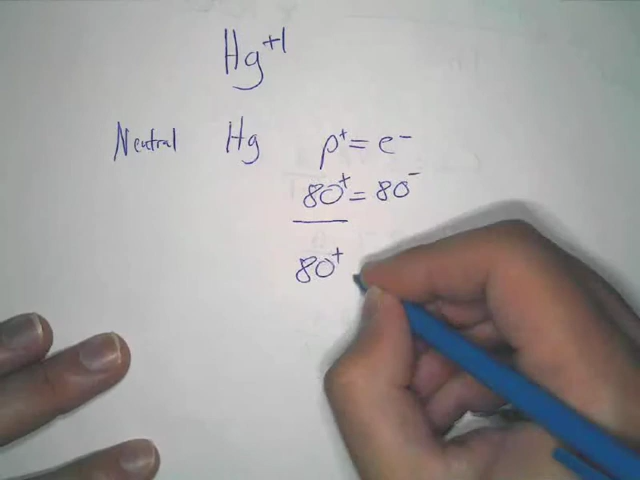 Hg⁺¹
Neutral Hg p⁺ = e⁻
80⁺ = 80⁻
80⁺